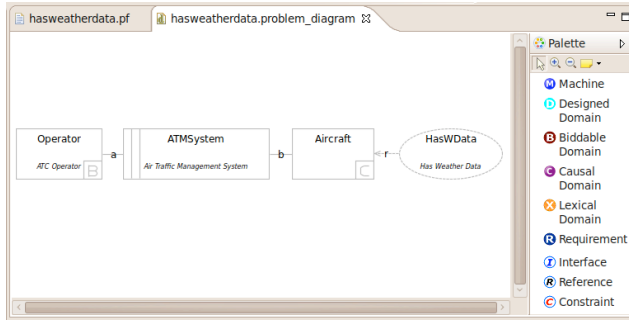 hasweatherdata.pf
hasweatherdata.problem_diagram
Palette
Operator
ATC Operator
B
a
ATMSystem
Air Traffic Management System
b
Aircraft
C
r
HasWData
Has Weather Data
M Machine
D Designed
Domain
B Biddable
Domain
C Causal
Domain
X Lexical
Domain
R Requirement
I Interface
R Reference
C Constraint